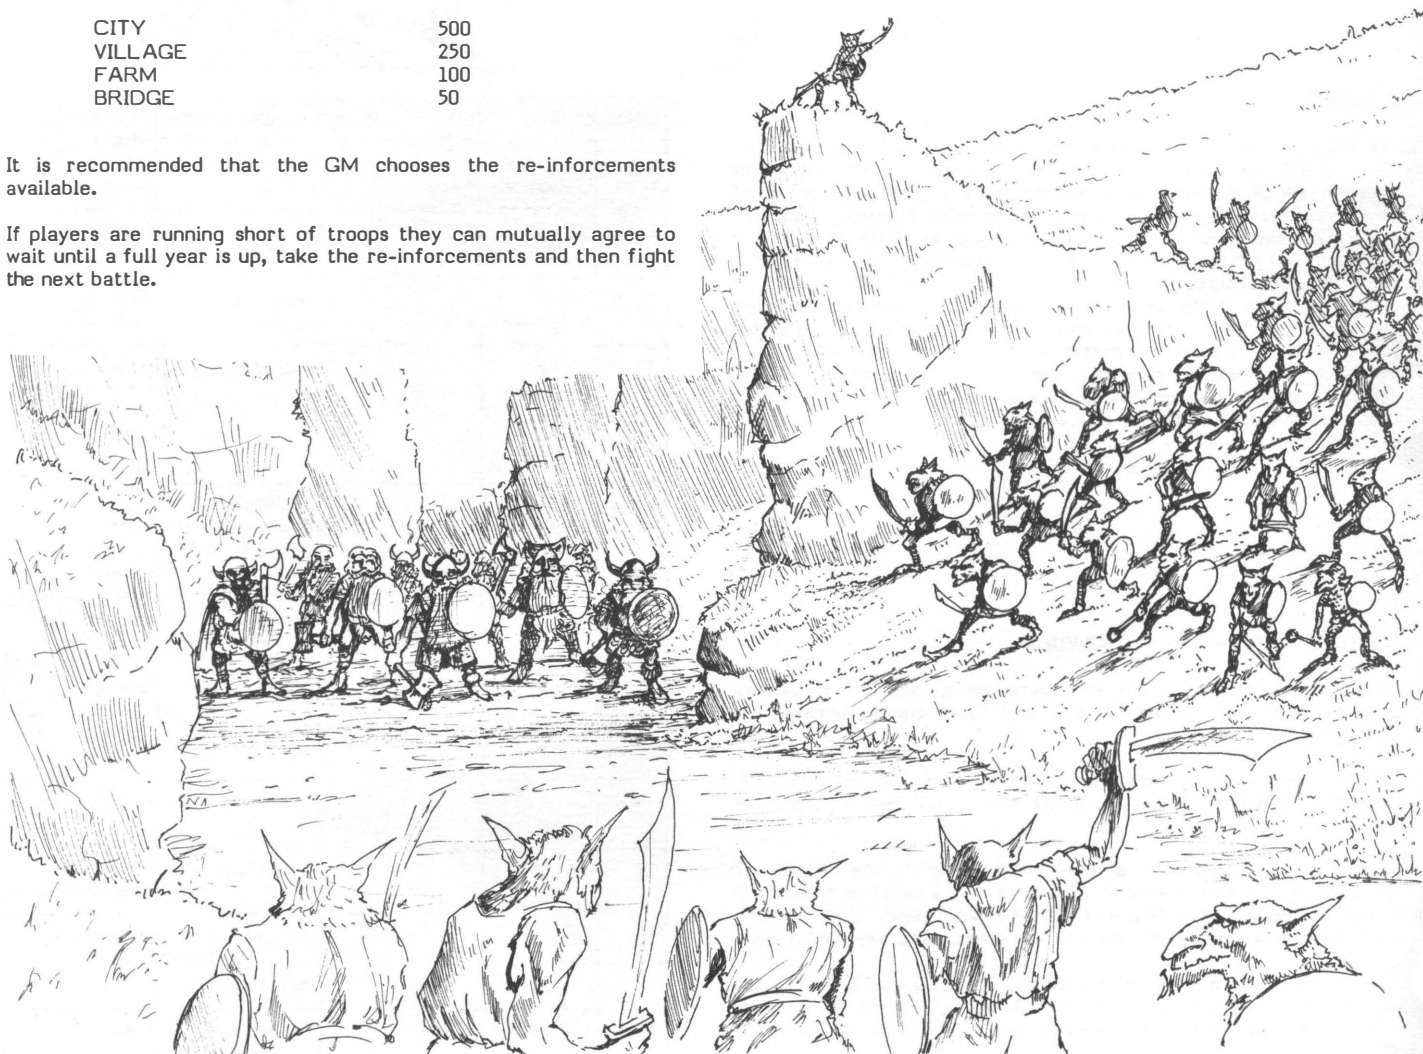 CITY 500
VILLAGE 250
FARM 100
BRIDGE 50
It is recommended that the GM chooses the re-inforcements
available.
If players are running short of troops they can mutually agree to
wait until a full year is up, take the re-inforcements and then fight
the next battle.